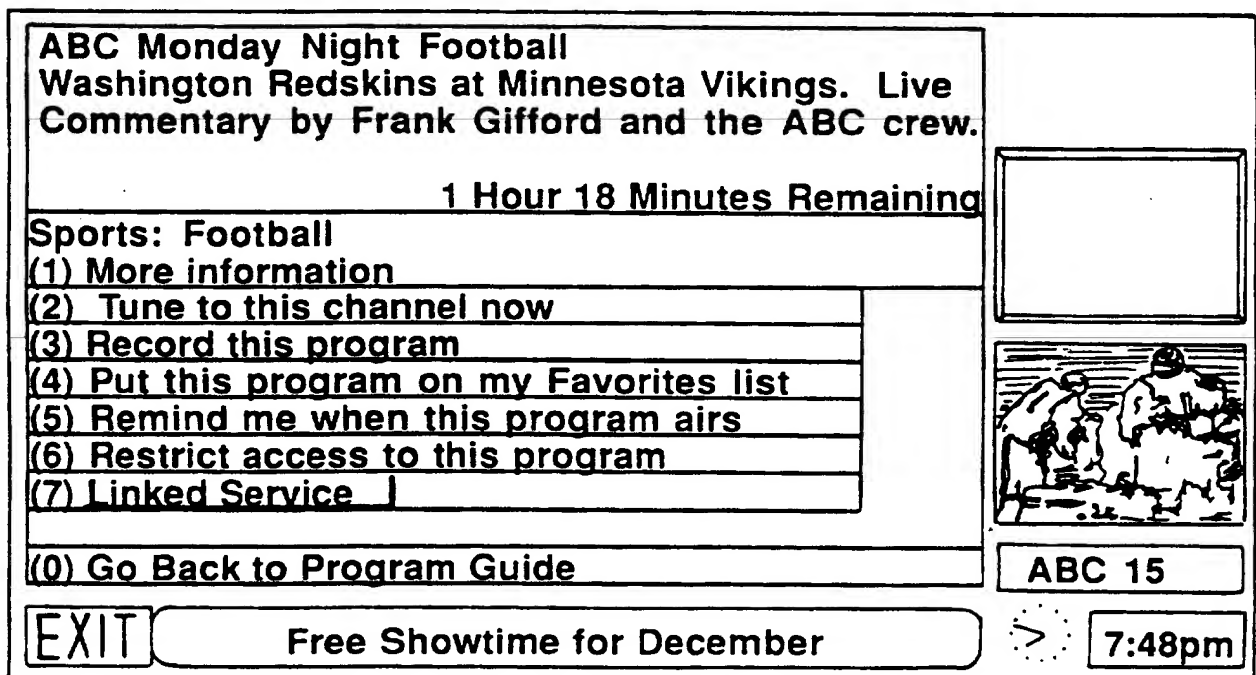 ABC Monday Night Football
Washington Redskins at Minnesota Vikings. Live
Commentary by Frank Gifford and the ABC crew.
1 Hour 18 Minutes Remaining
Sports: Football
(1) More information
(2) Tune to this channel now
(3) Record this program
(4) Put this program on my Favorites list
(5) Remind me when this program airs
(6) Restrict access to this program
(7) Linked Service
(0) Go Back to Program Guide
ABC 15
EXIT
Free Showtime for December
7:48pm